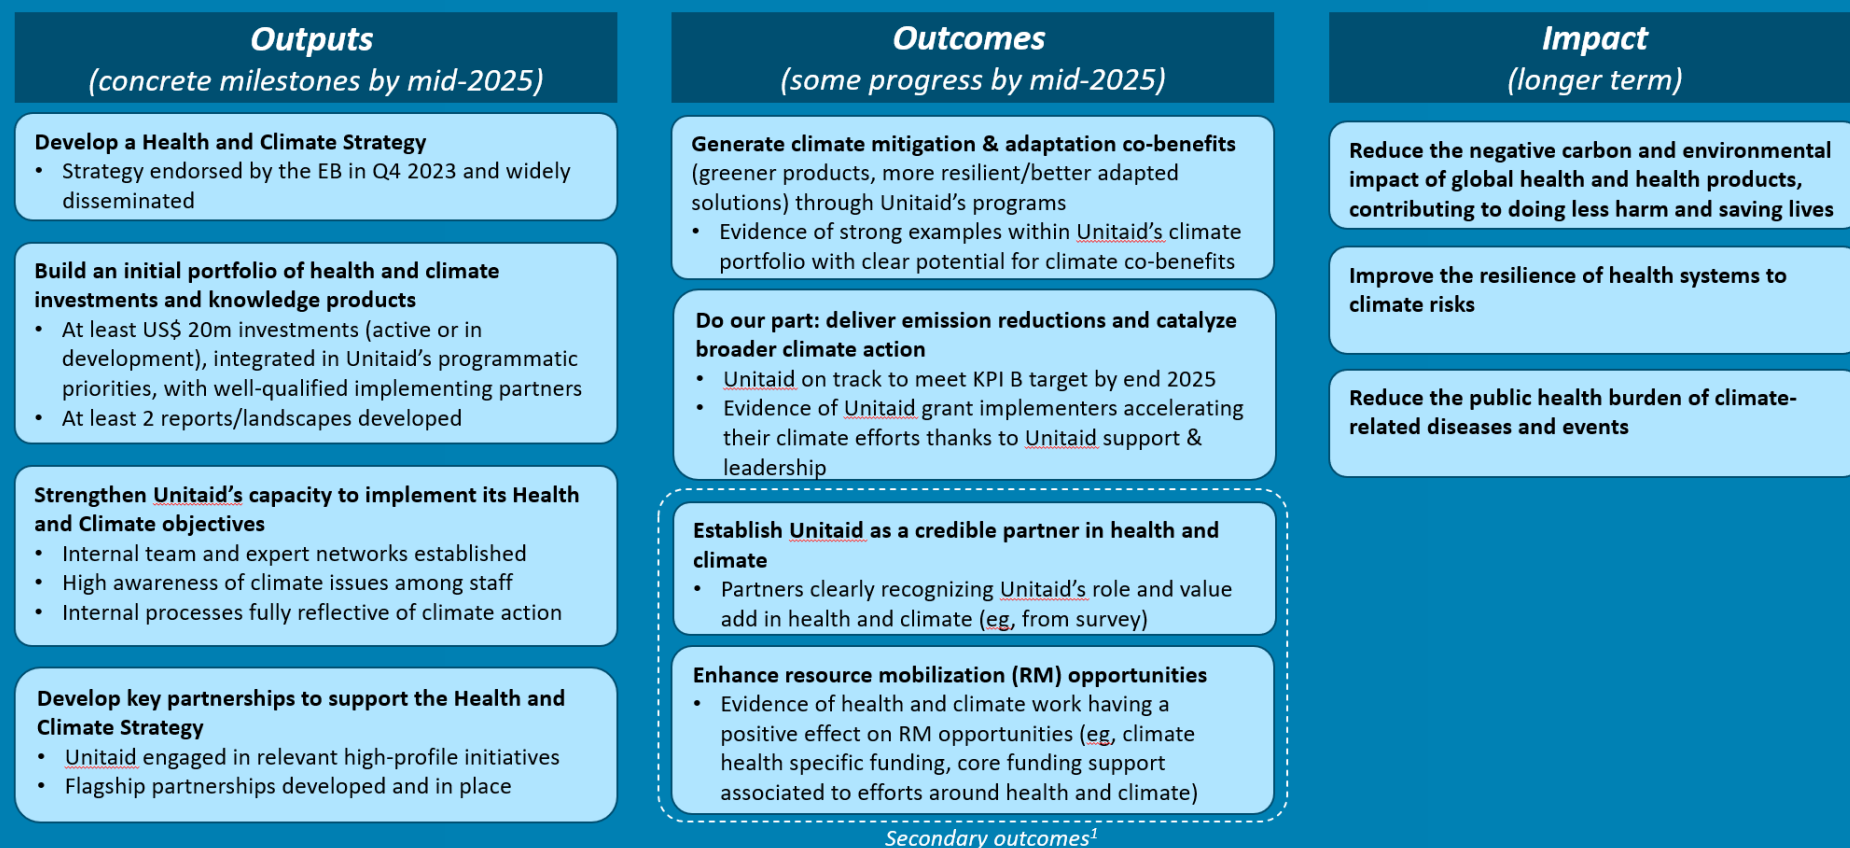 Outputs
(concrete milestones by mid-2025)
Develop a Health and Climate Strategy
• Strategy endorsed by the EB in Q4 2023 and widely
disseminated
Build an initial portfolio of health and climate
investments and knowledge products
• At least US$ 20m investments (active or in
development), integrated in Unitaid’s programmatic
priorities, with well-qualified implementing partners
• At least 2 reports/landscapes developed
Strengthen Unitaid’s capacity to implement its Health
and Climate objectives
• Internal team and expert networks established
• High awareness of climate issues among staff
• Internal processes fully reflective of climate action
Develop key partnerships to support the Health and
Climate Strategy
• Unitaid engaged in relevant high-profile initiatives
• Flagship partnerships developed and in place
Outcomes
(some progress by mid-2025)
Generate climate mitigation & adaptation co-benefits
(greener products, more resilient/better adapted
solutions) through Unitaid’s programs
• Evidence of strong examples within Unitaid’s climate
portfolio with clear potential for climate co-benefits
Do our part: deliver emission reductions and catalyze
broader climate action
• Unitaid on track to meet KPI B target by end 2025
• Evidence of Unitaid grant implementers accelerating
their climate efforts thanks to Unitaid support &
leadership
Establish Unitaid as a credible partner in health and
climate
• Partners clearly recognizing Unitaid’s role and value
add in health and climate (eg, from survey)
Enhance resource mobilization (RM) opportunities
• Evidence of health and climate work having a
positive effect on RM opportunities (eg, climate
health specific funding, core funding support
associated to efforts around health and climate)
Secondary outcomes¹
Impact
(longer term)
Reduce the negative carbon and environmental
impact of global health and health products,
contributing to doing less harm and saving lives
Improve the resilience of health systems to
climate risks
Reduce the public health burden of climate-
related diseases and events